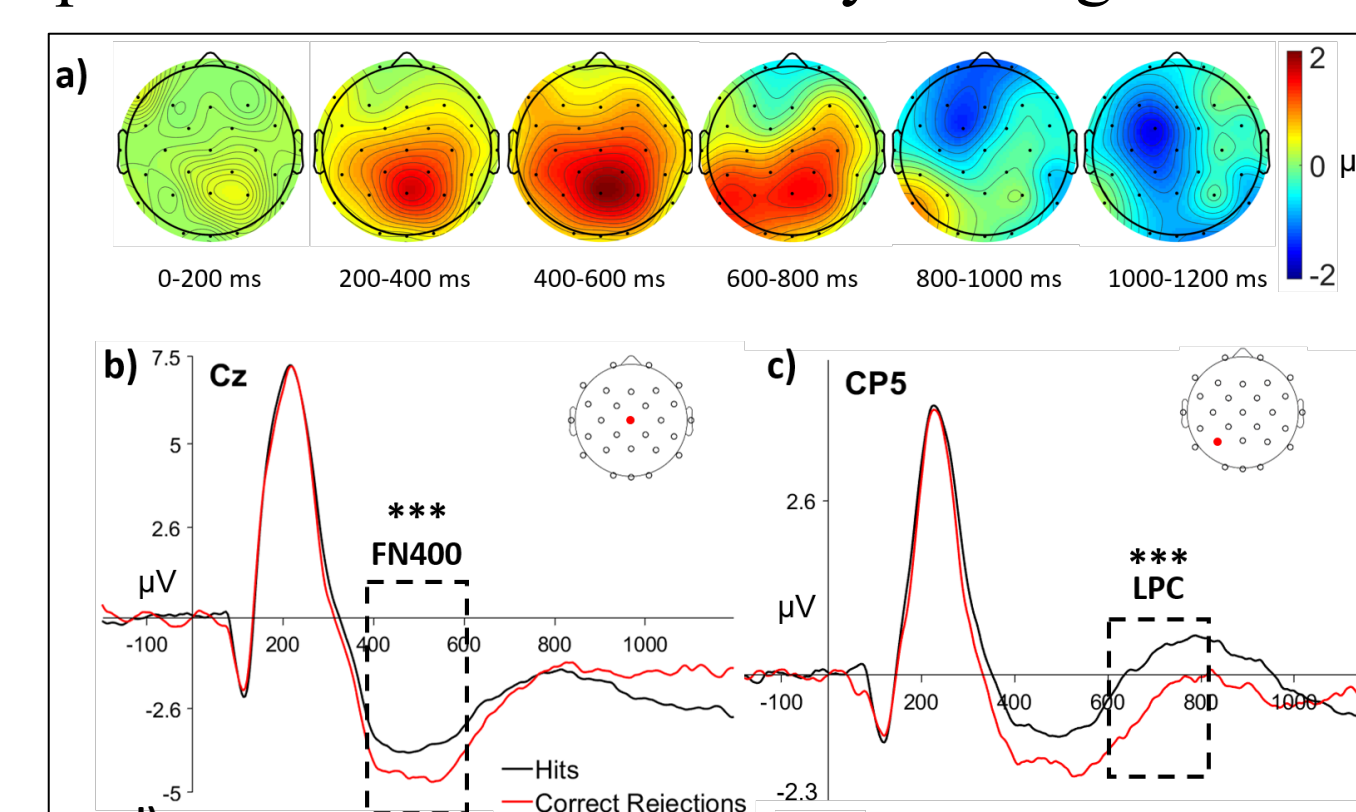 a)
2
0
μ
-2
0-200 ms
200-400 ms
400-600 ms
600-800 ms
800-1000 ms
1000-1200 ms
b)
Cz
7.5
5
2.6
μV
-2.6
-5
-100
200
400
600
800
1000
***
FN400
Hits
Correct Rejections
c)
CP5
2.6
μV
-2.3
-100
200
400
600
800
1000
***
LPC